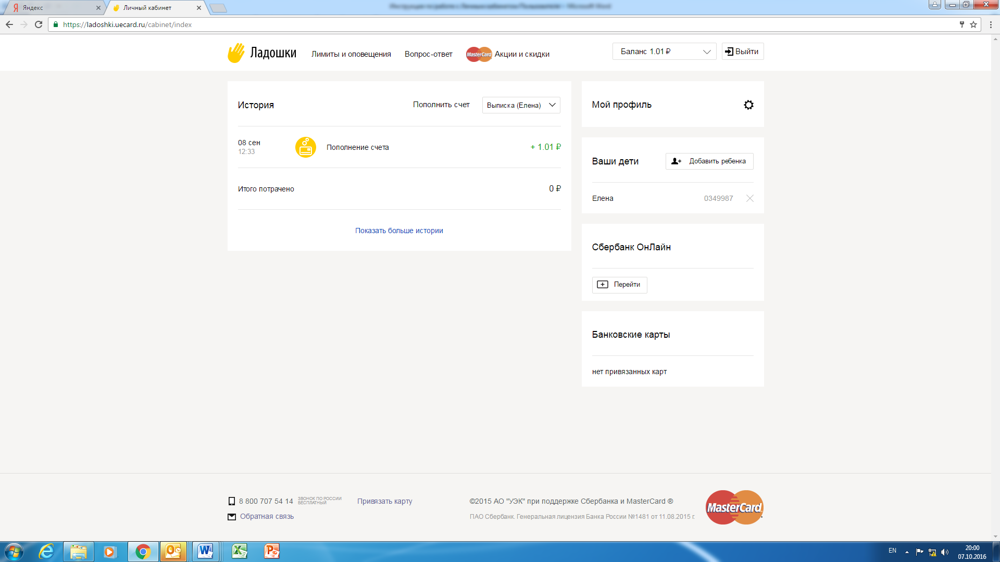 Яндекс
Личный кабинет
https://ladoshki.uecard.ru/cabinet/index
Ладошки
Лимиты и оповещения
Вопрос-ответ
MasterCard
Акции и скидки
Баланс 1.01 ₽
Выйти
История
Пополнить счет
Выписка (Елена)
08 сен
12:33
Пополнение счета
+ 1.01 ₽
Итого потрачено
0 ₽
Показать больше истории
Мой профиль
Ваши дети
Добавить ребенка
Елена
0349987
Сбербанк ОнЛайн
Перейти
Банковские карты
нет привязанных карт
8 800 707 54 14
ЗВОНОК ПО РОССИИ
БЕСПЛАТНЫЙ
Обратная связь
Привязать карту
©2015 АО "УЭК" при поддержке Сбербанка и MasterCard ®
ПАО Сбербанк. Генеральная лицензия Банка России №1481 от 11.08.2015 г.
MasterCard
EN
20:00
07.10.2016